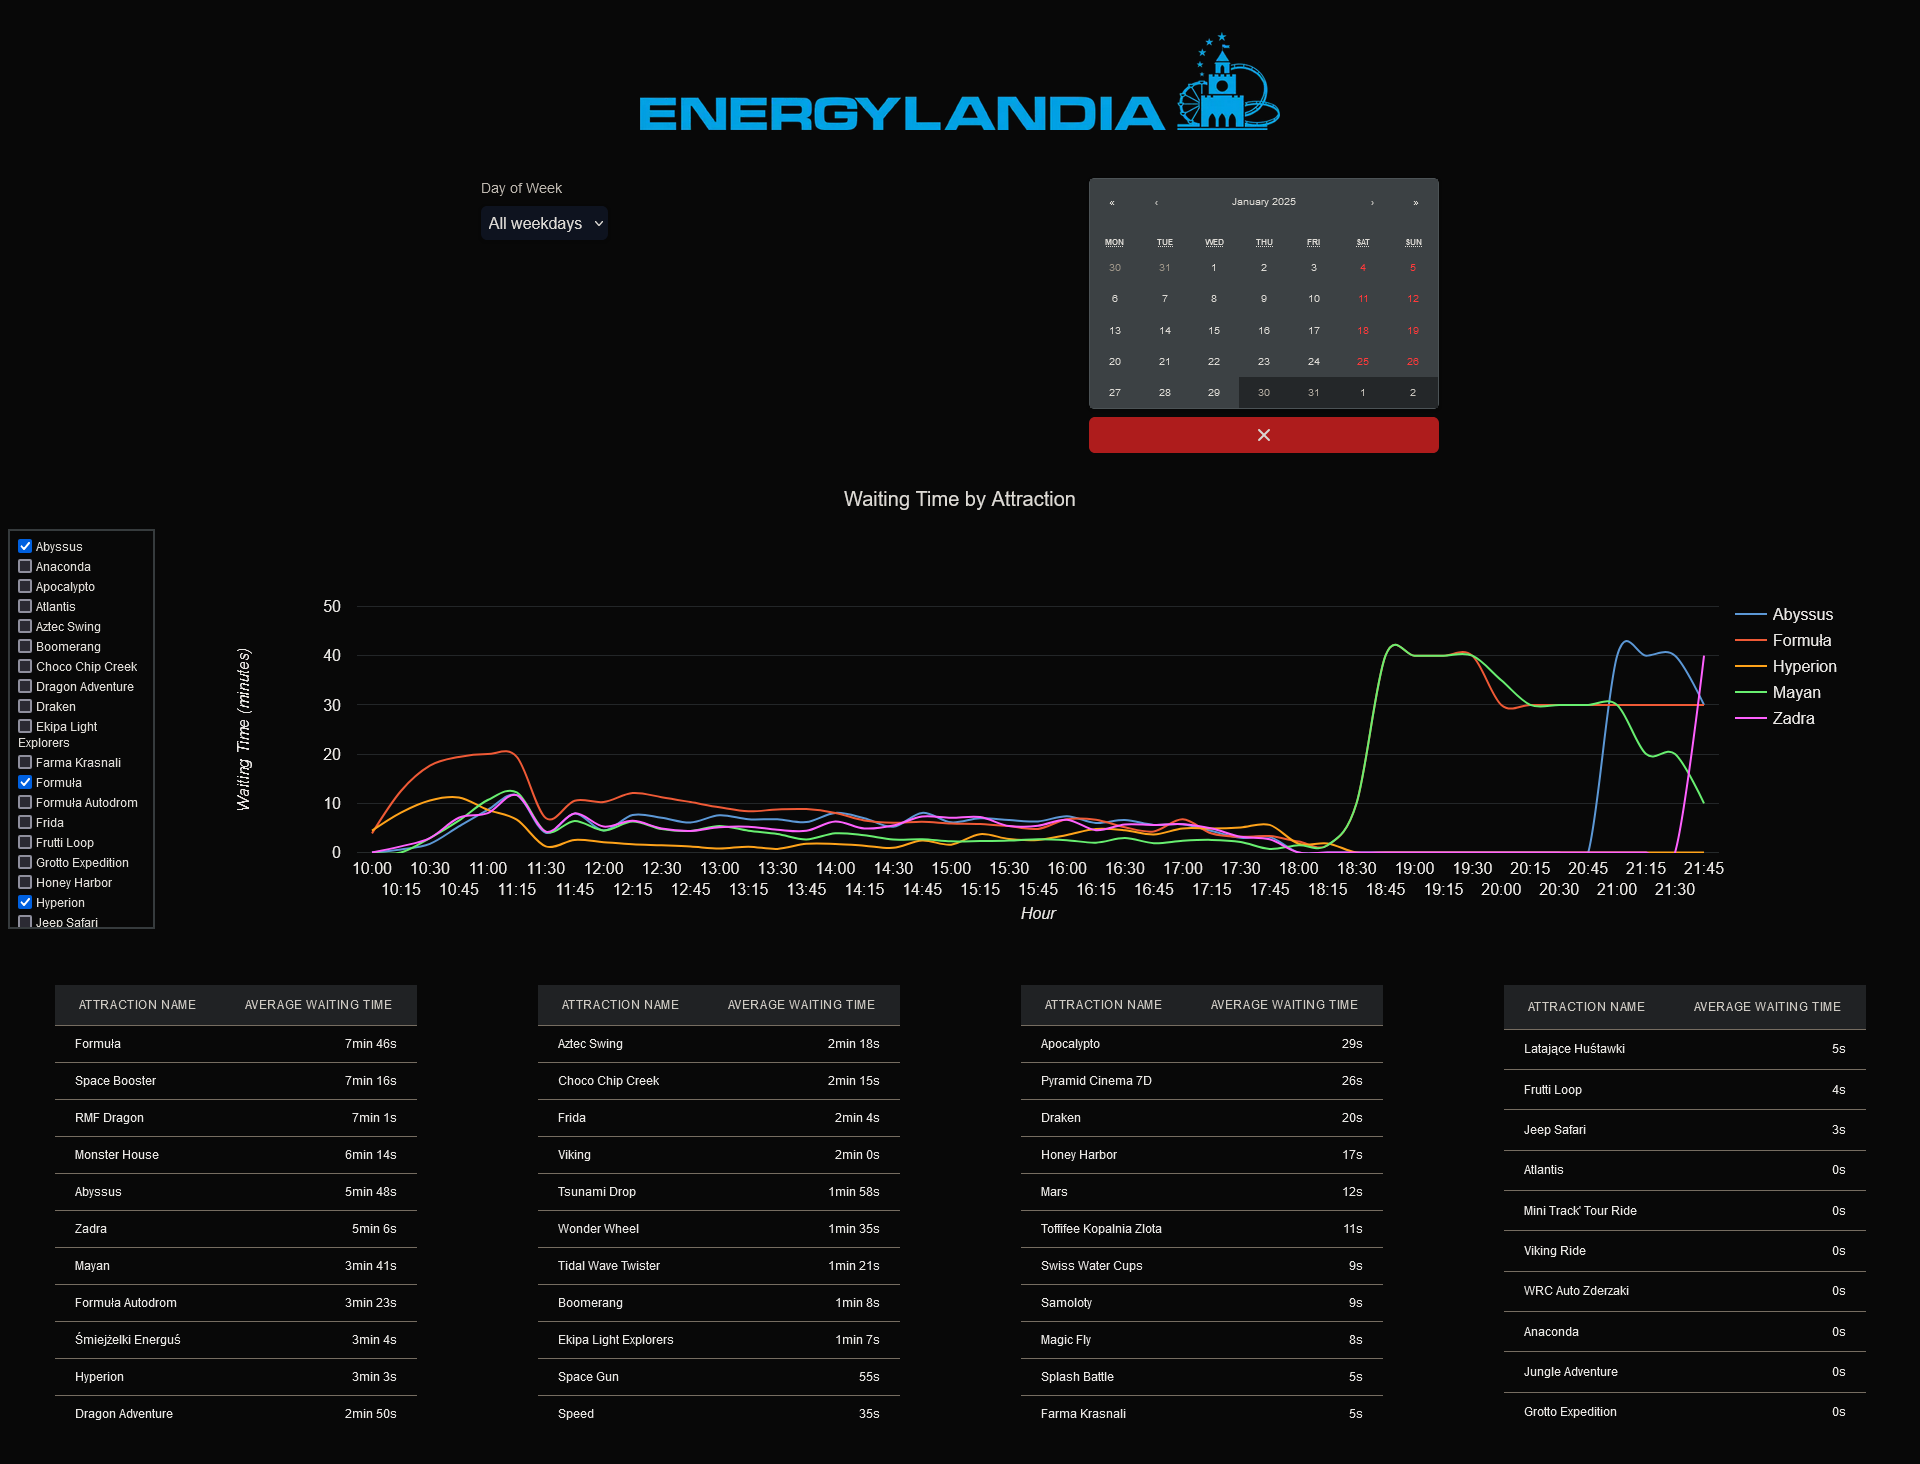 ENERGYLANDIA
Day of Week
All weekdays
« ‹ January 2025 › »
MON TUE WED THU FRI SAT SUN
30 31 1 2 3 4 5
6 7 8 9 10 11 12
13 14 15 16 17 18 19
20 21 22 23 24 25 26
27 28 29 30 31 1 2
Waiting Time by Attraction
Abyssus
Anaconda
Apocalypto
Atlantis
Aztec Swing
Boomerang
Choco Chip Creek
Dragon Adventure
Draken
Ekipa Light
Explorers
Farma Krasnali
Formuła
Formuła Autodrom
Frida
Frutti Loop
Grotto Expedition
Honey Harbor
Hyperion
Jeep Safari
Waiting Time (minutes)
50
40
30
20
10
0
10:00 10:30 11:00 11:30 12:00 12:30 13:00 13:30 14:00 14:30 15:00 15:30 16:00 16:30 17:00 17:30 18:00 18:30 19:00 19:30 20:15 20:45 21:15 21:45
10:15 10:45 11:15 11:45 12:15 12:45 13:15 13:45 14:15 14:45 15:15 15:45 16:15 16:45 17:15 17:45 18:15 18:45 19:15 20:00 20:30 21:00 21:30
Hour
Abyssus
Formuła
Hyperion
Mayan
Zadra
ATTRACTION NAME AVERAGE WAITING TIME
Formuła 7min 46s
Space Booster 7min 16s
RMF Dragon 7min 1s
Monster House 6min 14s
Abyssus 5min 48s
Zadra 5min 6s
Mayan 3min 41s
Formuła Autodrom 3min 23s
Śmiejżelki Energuś 3min 4s
Hyperion 3min 3s
Dragon Adventure 2min 50s
ATTRACTION NAME AVERAGE WAITING TIME
Aztec Swing 2min 18s
Choco Chip Creek 2min 15s
Frida 2min 4s
Viking 2min 0s
Tsunami Drop 1min 58s
Wonder Wheel 1min 35s
Tidal Wave Twister 1min 21s
Boomerang 1min 8s
Ekipa Light Explorers 1min 7s
Space Gun 55s
Speed 35s
ATTRACTION NAME AVERAGE WAITING TIME
Apocalypto 29s
Pyramid Cinema 7D 26s
Draken 20s
Honey Harbor 17s
Mars 12s
Toffifee Kopalnia Złota 11s
Swiss Water Cups 9s
Samoloty 9s
Magic Fly 8s
Splash Battle 5s
Farma Krasnali 5s
ATTRACTION NAME AVERAGE WAITING TIME
Latające Huśtawki 5s
Frutti Loop 4s
Jeep Safari 3s
Atlantis 0s
Mini Track' Tour Ride 0s
Viking Ride 0s
WRC Auto Zderzaki 0s
Anaconda 0s
Jungle Adventure 0s
Grotto Expedition 0s